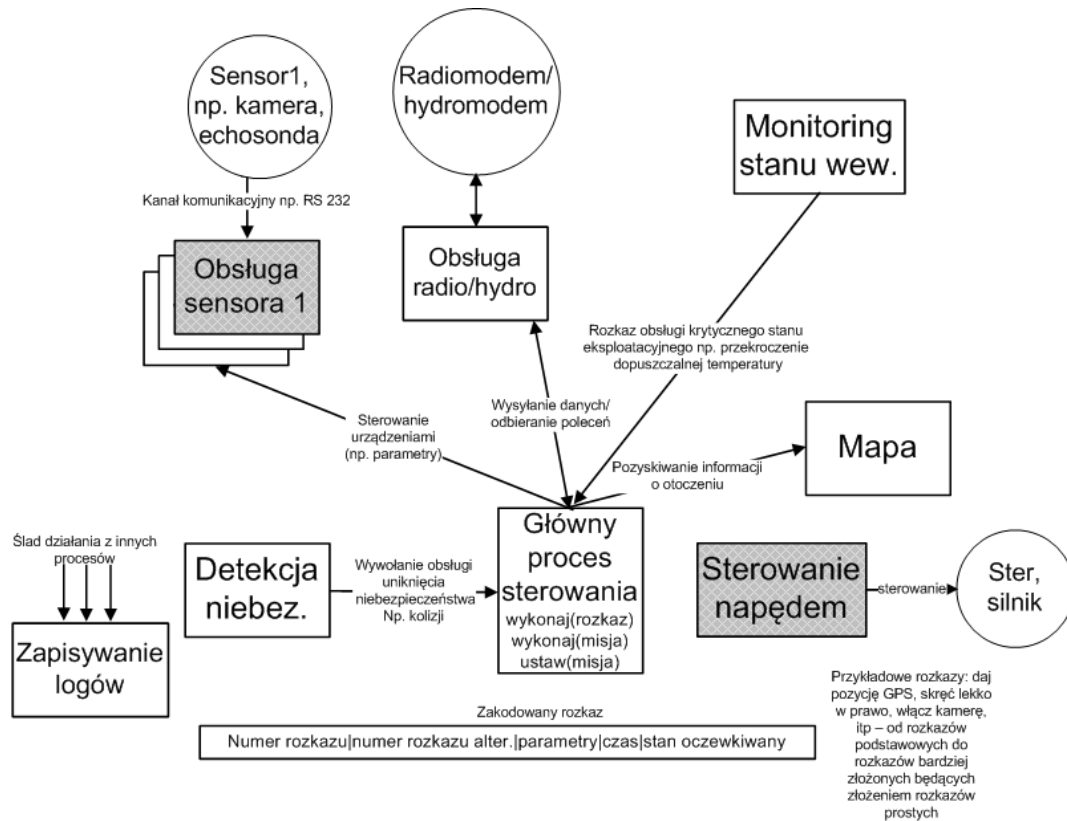 Sensor1,
np. kamera,
echosonda
Radiomodem/
hydromodem
Monitoring
stanu wew.
Kanał komunikacyjny np. RS 232
Obsługa
sensora 1
Obsługa
radio/hydro
Rozkaz obsługi krytycznego stanu
eksploatacyjnego np. przekroczenie
dopuszczalnej temperatury
Sterowanie
urządzeniami
(np. parametry)
Wysyłanie danych/
odbieranie poleceń
Mapa
Pozyskiwanie informacji
o otoczeniu
Ślad działania z innych
procesów
Zapisywanie
logów
Detekcja
niebez.
Wywołanie obsługi
uniknięcia
niebezpieczeństwa
Np. kolizji
Główny
proces
sterowania
wykonaj(rozkaz)
wykonaj(misja)
ustaw(misja)
Sterowanie
napędem
sterowanie
Ster,
silnik
Zakodowany rozkaz
Numer rozkazu|numer rozkazu alter.|parametry|czas|stan oczewkiwany
Przykładowe rozkazy: daj
pozycję GPS, skręć lekko
w prawo, włącz kamerę,
itp – od rozkazów
podstawowych do
rozkazów bardziej
złożonych będących
złożeniem rozkazów
prostych